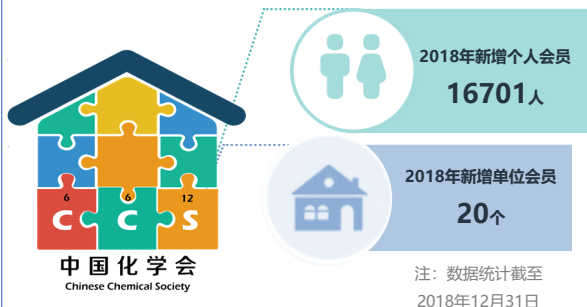 2018年新增个人会员
16701人
2018年新增单位会员
20个
6 6 12
C C S
中国化学会
Chinese Chemical Society
注：数据统计截至
2018年12月31日